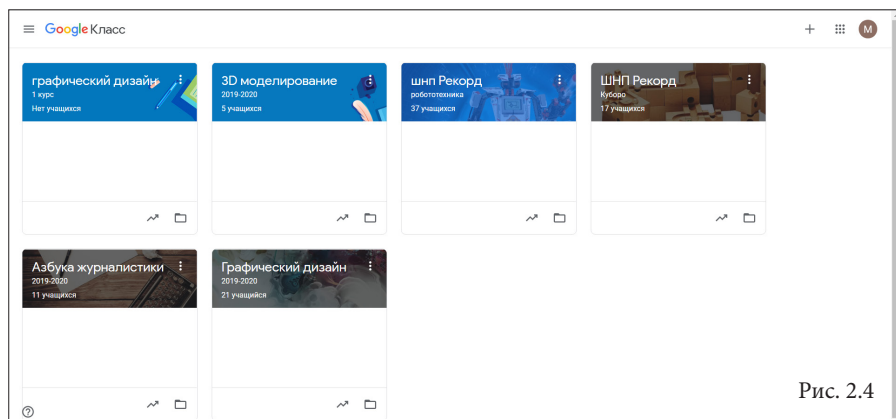 Google Класс
M
графический дизайн
1 курс
Нет учащихся
3D моделирование
2019-2020
5 учащихся
шнп Рекорд
робототехника
37 учащихся
ШНП Рекорд
Куборо
17 учащихся
Азбука журналистики
2019-2020
11 учащихся
Графический дизайн
2019-2020
21 учащийся
Рис. 2.4